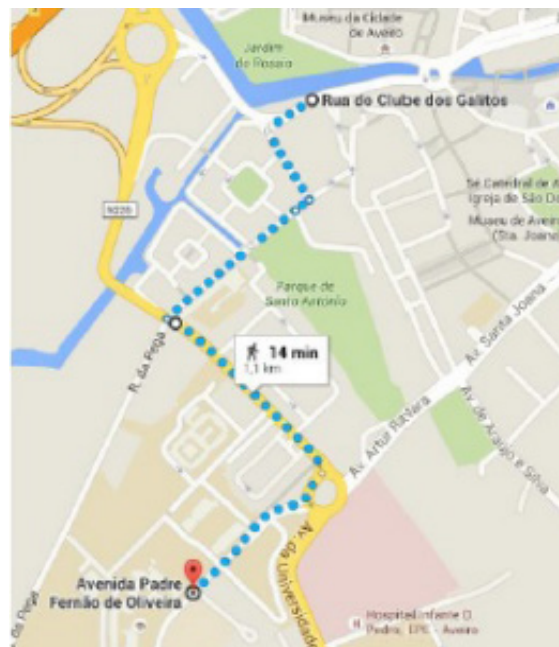 Museu da Cidade
de Aveiro
Jardim
do Rossio
Rua do Clube dos Galitos
Sé Catedral de A
Igreja de São D
Museu de Aveir
(Sta. Joana
Parque de
Santo António
R. da Pega
14 min
1,1 km
Av. Santa Joana
Av. Artur Ravara
Av. de Araújo e Silva
Av. da Universidade
Avenida Padre
Fernão de Oliveira
da Pega
Hospital Infante D.
Pedro, EPE - Aveiro